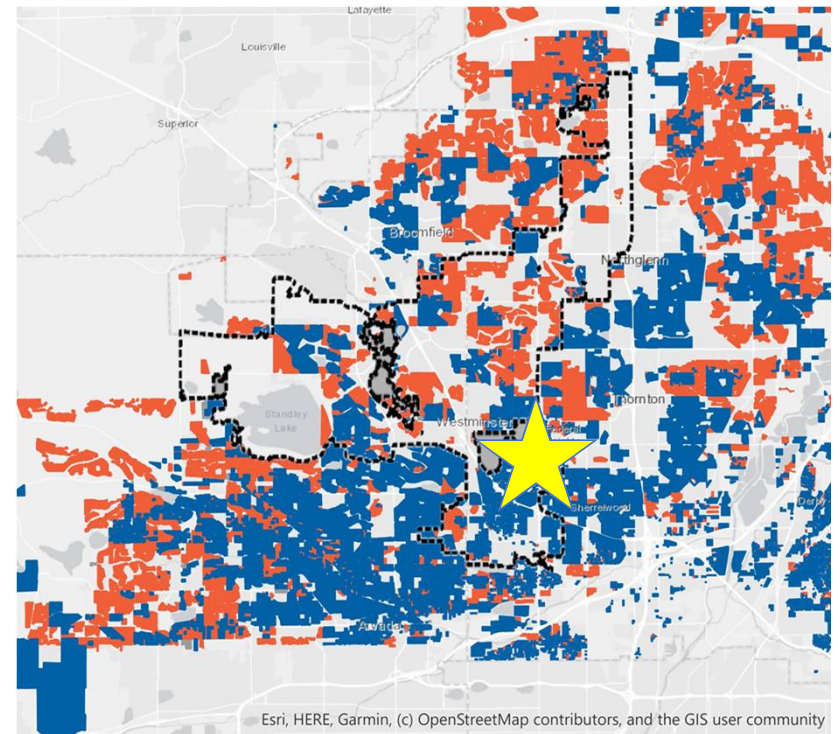 Lafayette
Louisville
Superior
Broomfield
Northglenn
Standley
Lake
Westminster
Thornton
Federal
Sherrelwood
Derby
Arvada
Esri, HERE, Garmin, (c) OpenStreetMap contributors, and the GIS user community